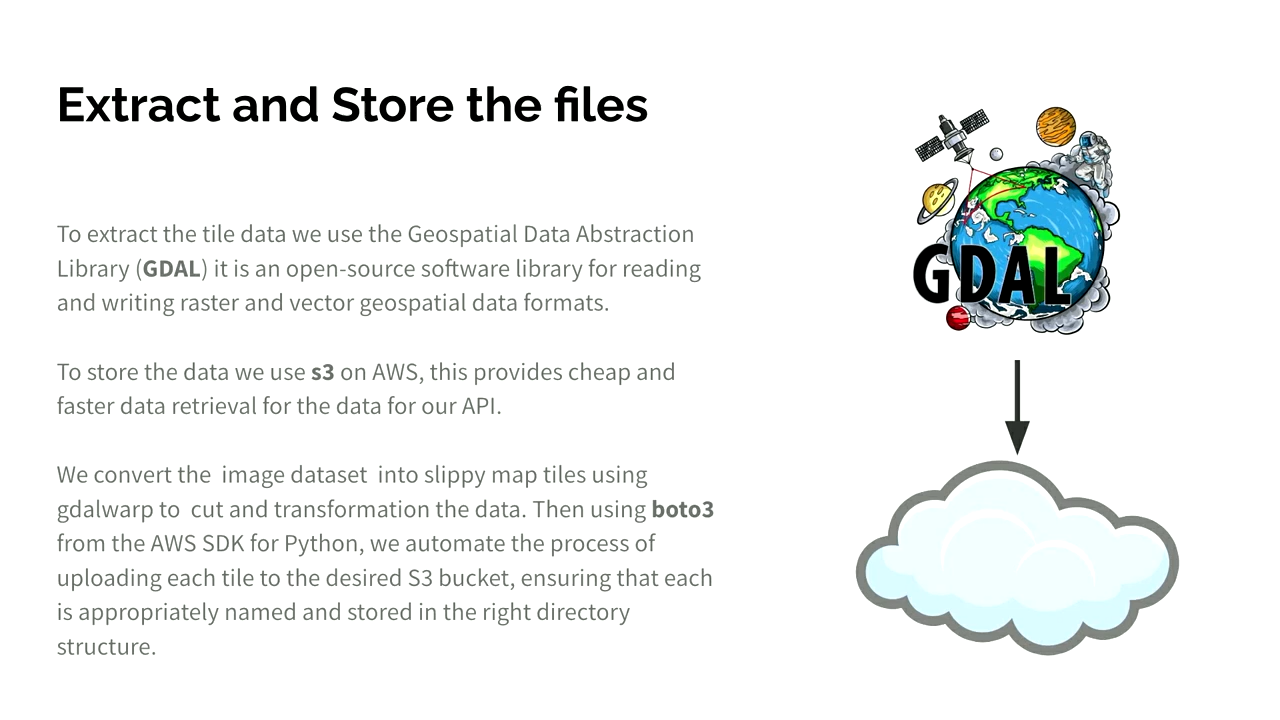 Extract and Store the files
To extract the tile data we use the Geospatial Data Abstraction
Library (GDAL) it is an open-source software library for reading
and writing raster and vector geospatial data formats.
To store the data we use s3 on AWS, this provides cheap and
faster data retrieval for the data for our API.
We convert the  image dataset  into slippy map tiles using
gdalwarp to  cut and transformation the data. Then using boto3
from the AWS SDK for Python, we automate the process of
uploading each tile to the desired S3 bucket, ensuring that each
is appropriately named and stored in the right directory
structure.
GDAL